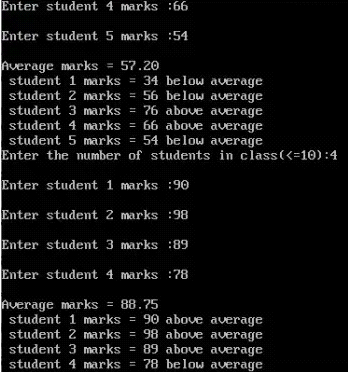 Enter student 4 marks :66
Enter student 5 marks :54
Average marks = 57.20
student 1 marks = 34 below average
student 2 marks = 56 below average
student 3 marks = 76 above average
student 4 marks = 66 above average
student 5 marks = 54 below average
Enter the number of students in class(<=10):4
Enter student 1 marks :90
Enter student 2 marks :98
Enter student 3 marks :89
Enter student 4 marks :78
Average marks = 88.75
student 1 marks = 90 above average
student 2 marks = 98 above average
student 3 marks = 89 above average
student 4 marks = 78 below average